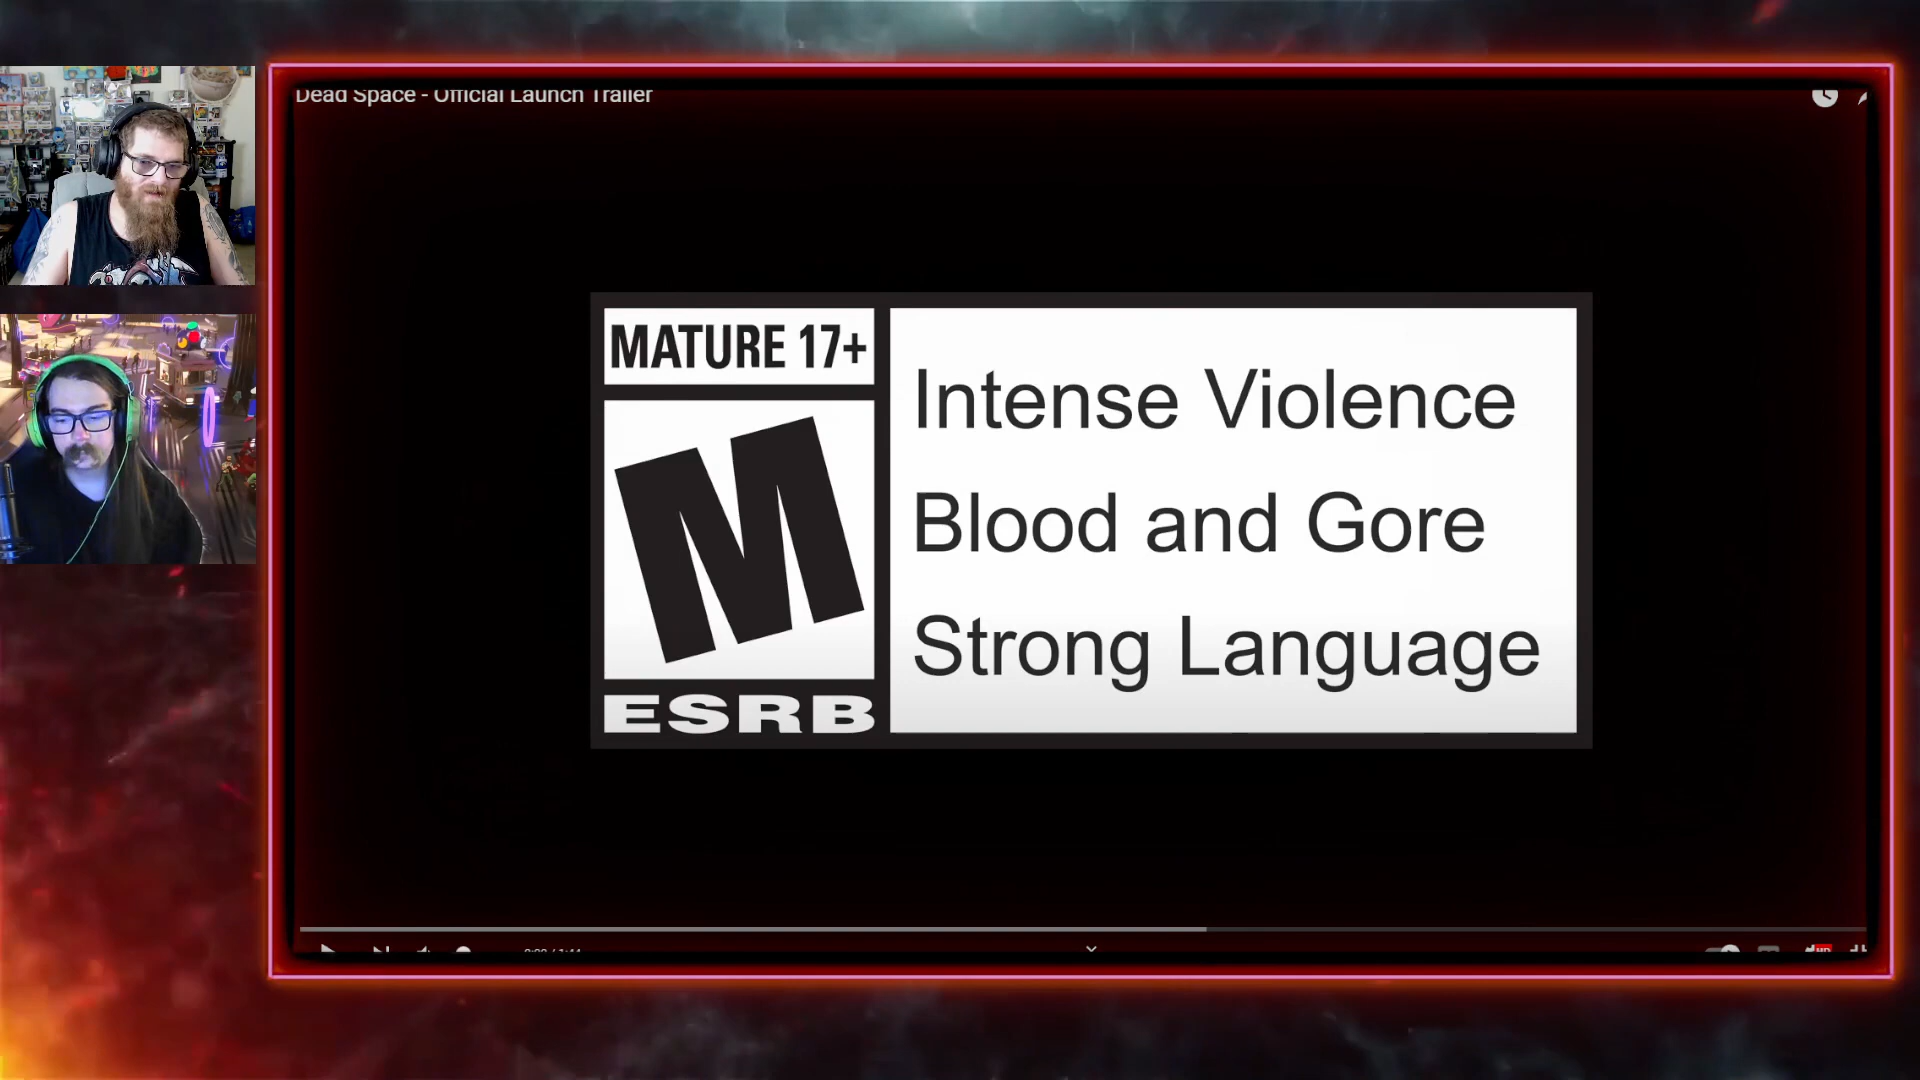 Dead Space - Official Launch Trailer
MATURE 17+
M
ESRB
Intense Violence
Blood and Gore
Strong Language